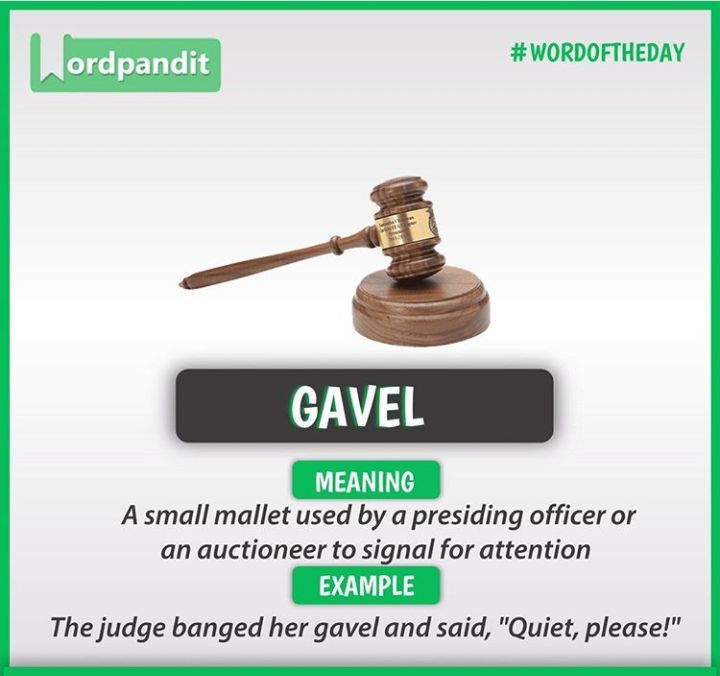 Wordpandit
#WORDOFTHEDAY
GAVEL
MEANING
A small mallet used by a presiding officer or
an auctioneer to signal for attention
EXAMPLE
The judge banged her gavel and said, "Quiet, please!"